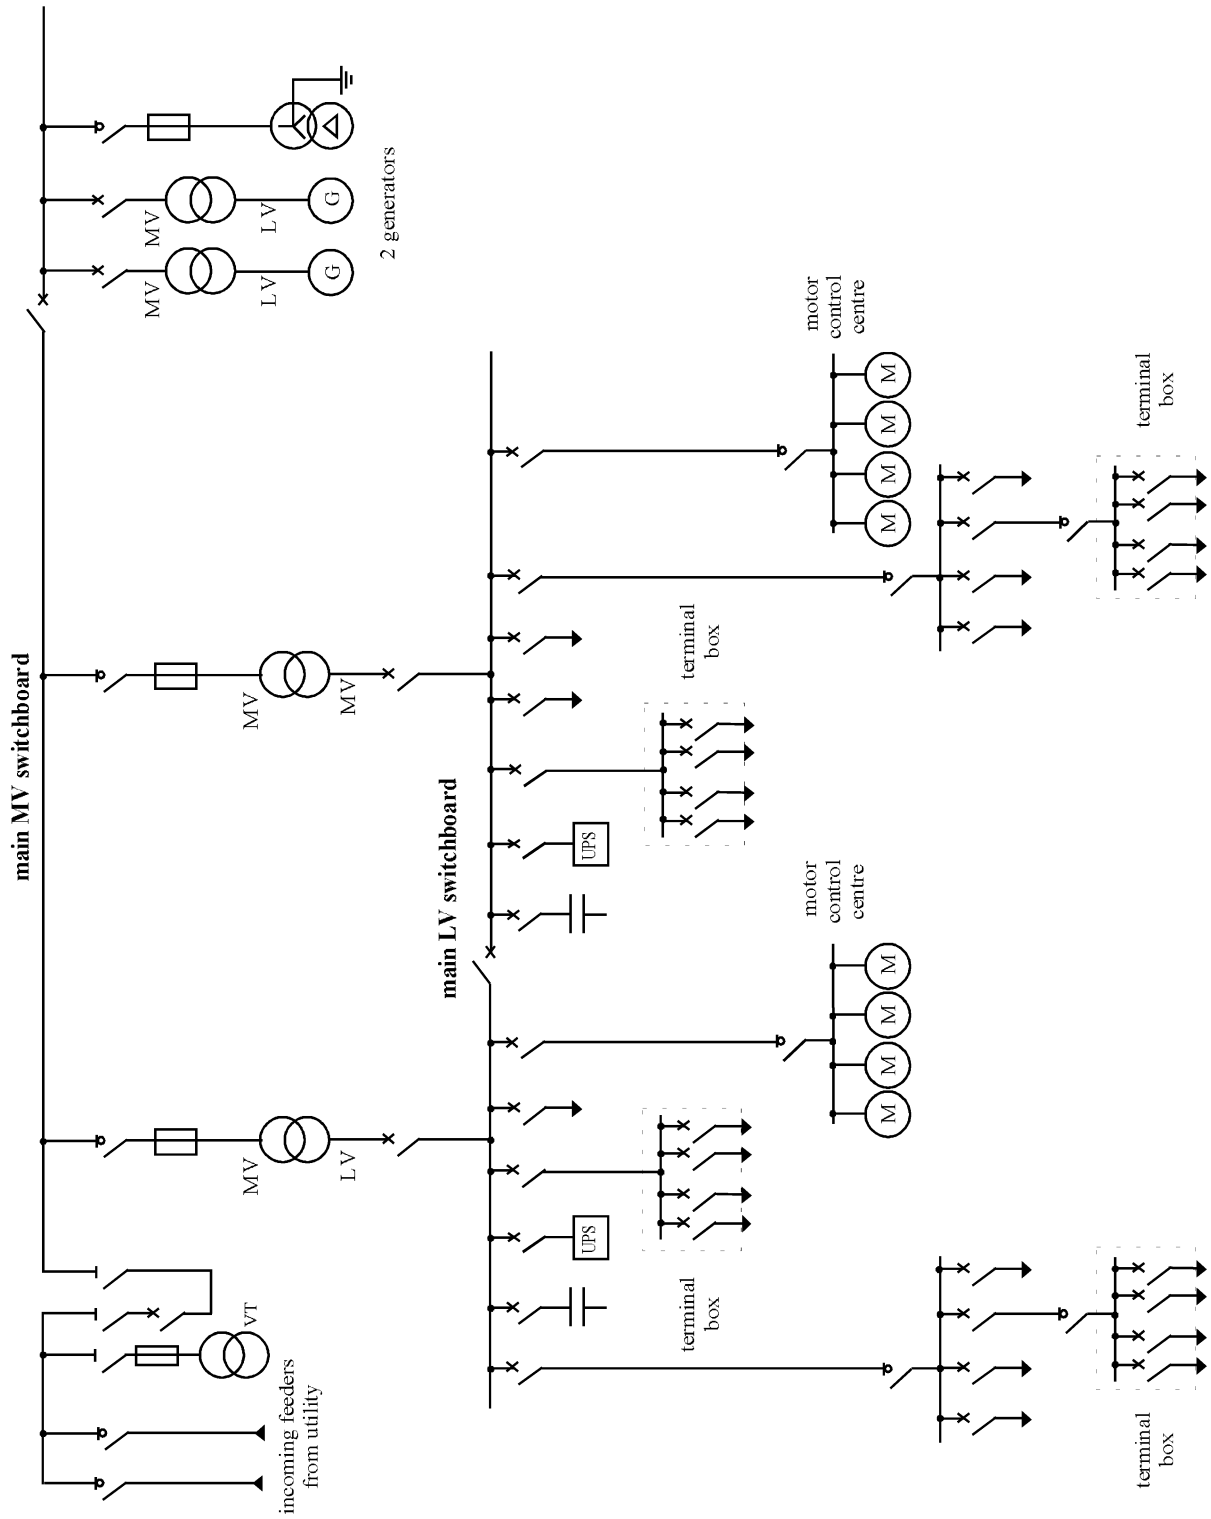 main MV switchboard
MV
MV
VT
MV
MV
LV
LV
incoming feeders
from utility
G
G
LV
MV
2 generators
main LV switchboard
UPS
UPS
terminal
box
terminal
box
motor
control
centre
motor
control
centre
M
M
M
M
M
M
M
M
terminal
box
terminal
box